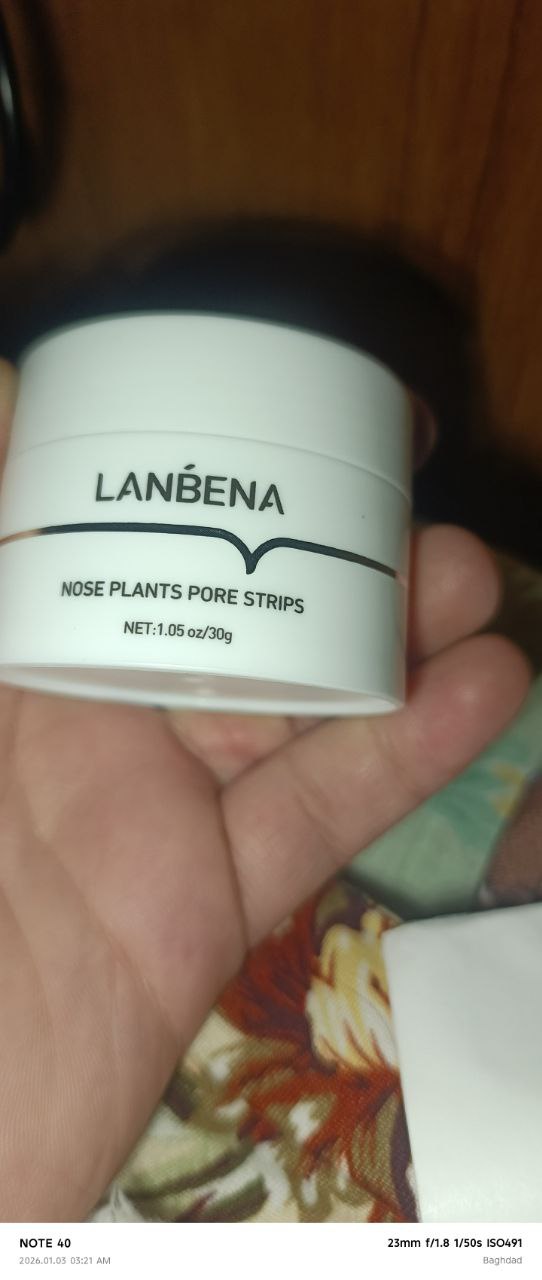 LANBENA
NOSE PLANTS PORE STRIPS
NET:1.05 oz/30g
NOTE 40
23mm f/1.8 1/50s ISO491
2026.01.03 03:21 AM
Baghdad